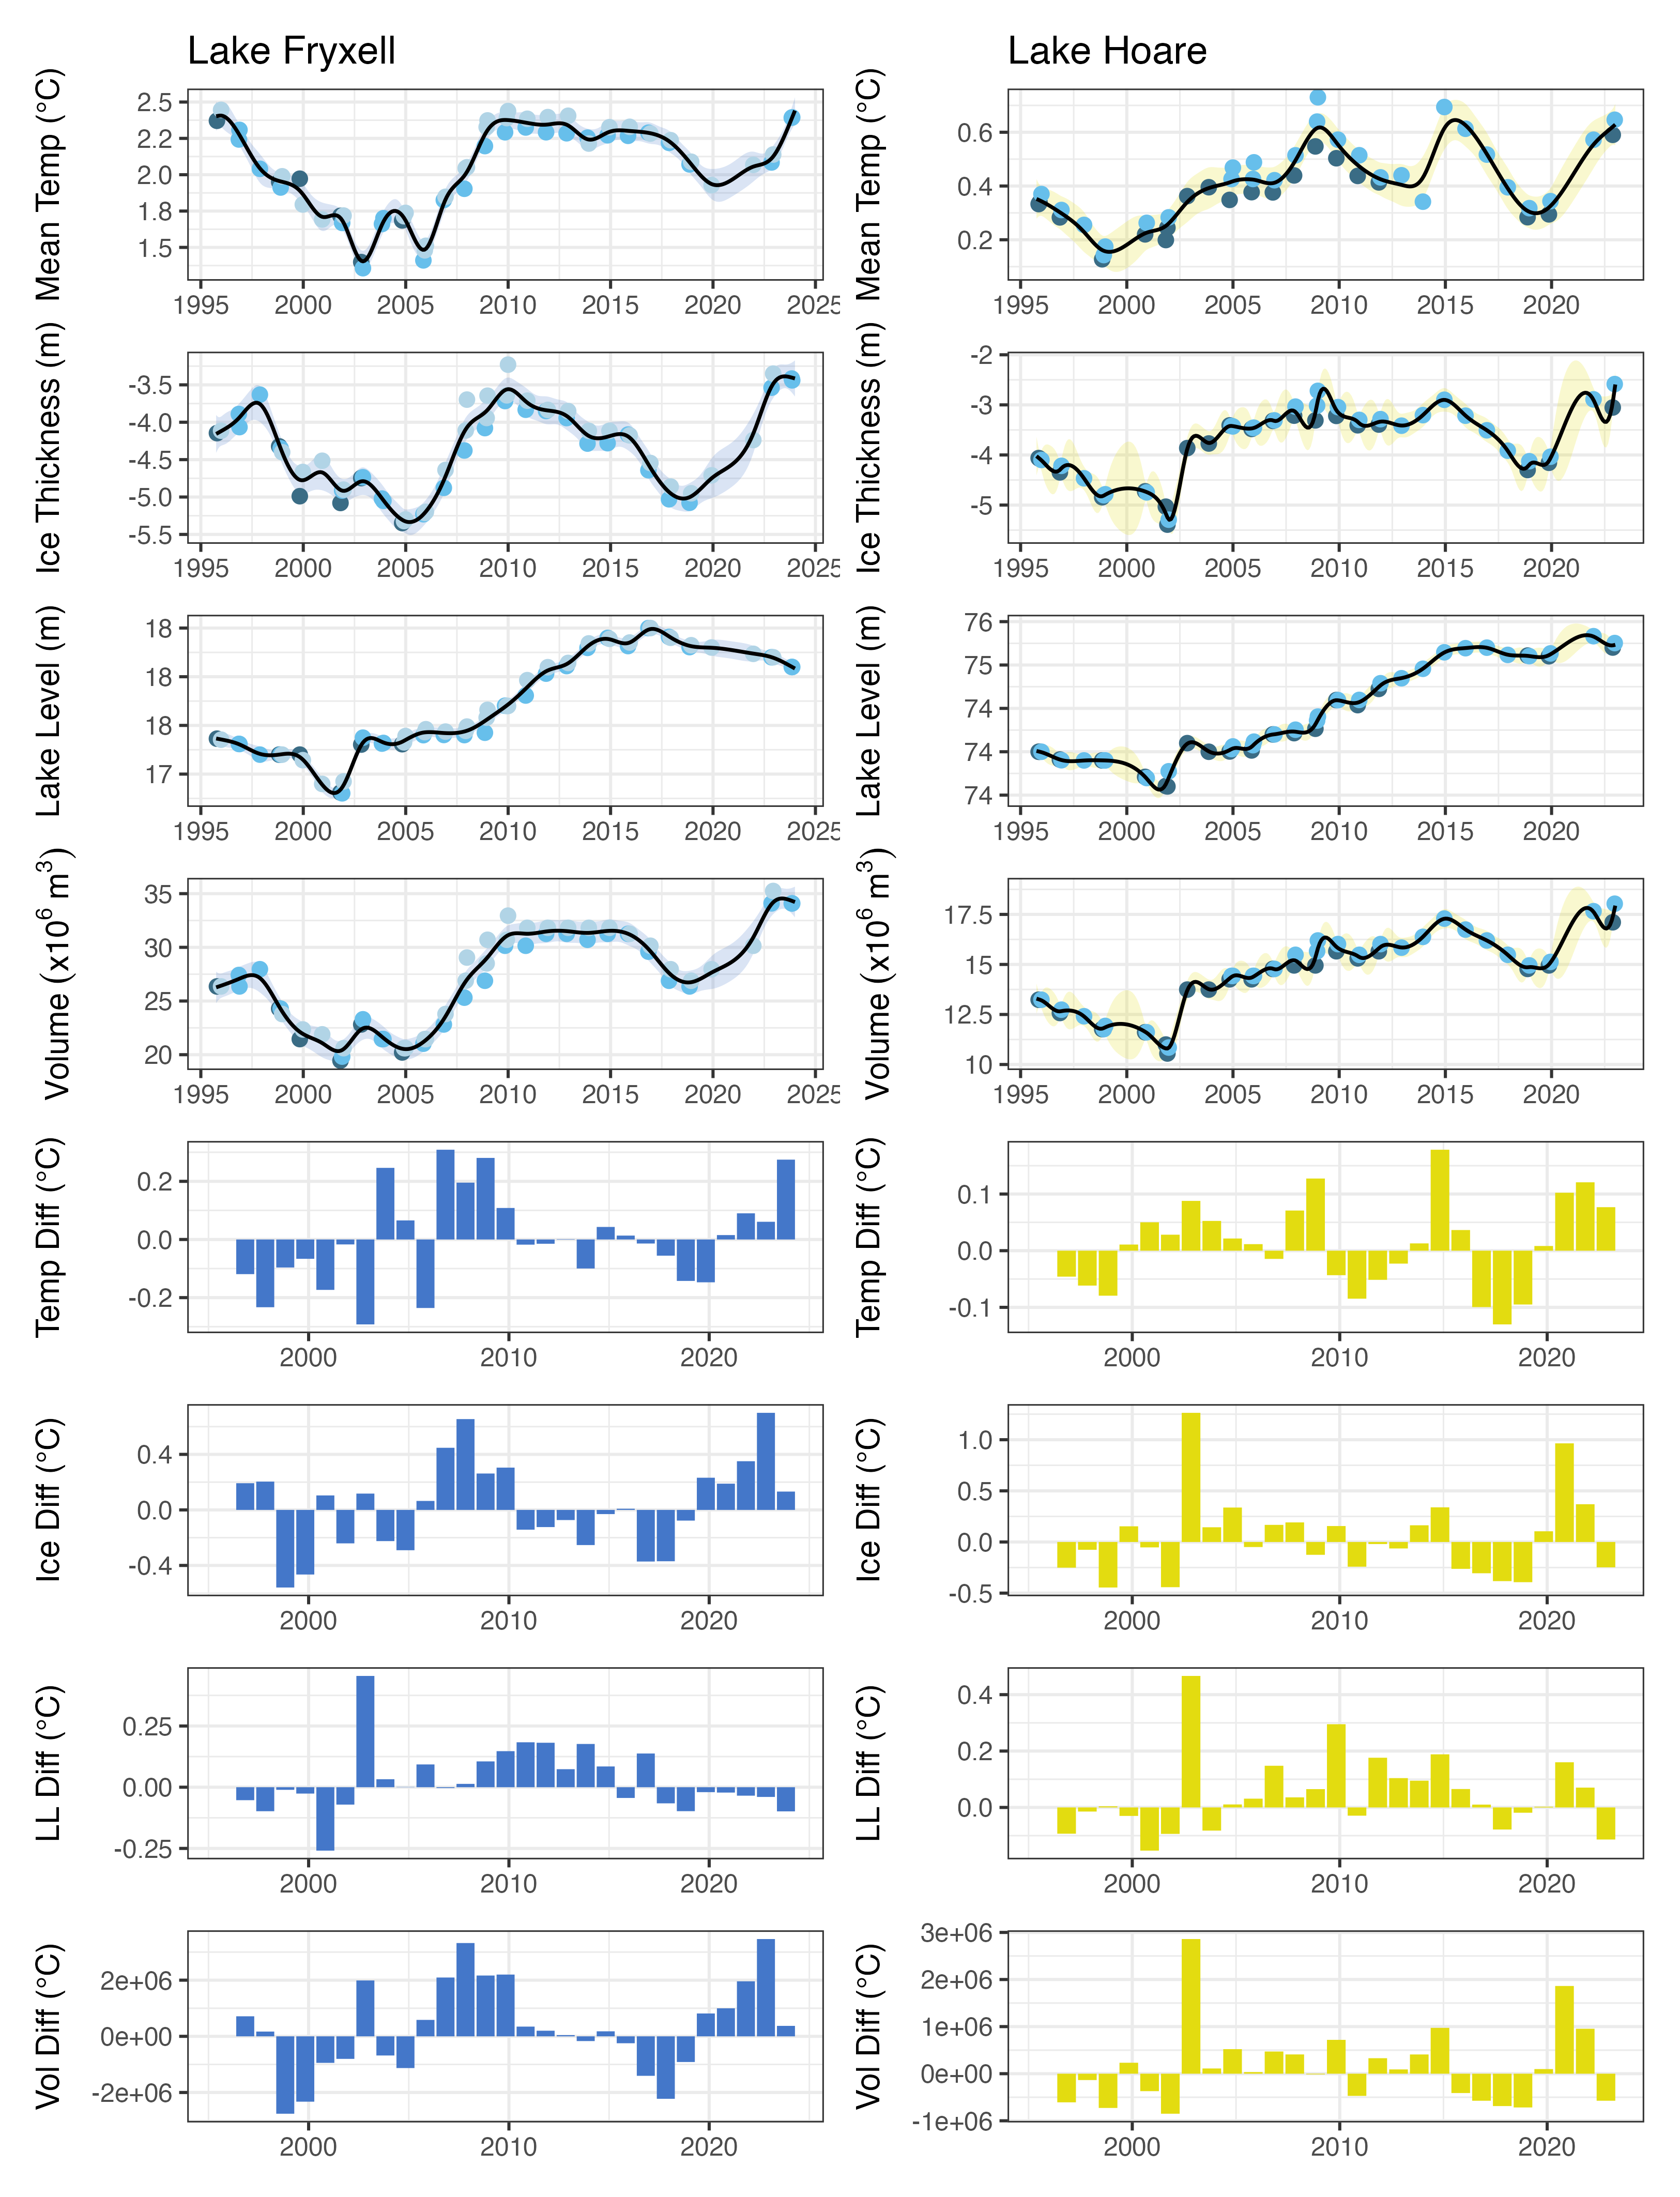 Lake Fryxell
Lake Hoare
Mean Temp (°C)
2.5
2.2
2.0
1.8
1.5
1995 2000 2005 2010 2015 2020 2025
Mean Temp (°C)
0.6
0.4
0.2
1995 2000 2005 2010 2015 2020
Ice Thickness (m)
-3.5
-4.0
-4.5
-5.0
-5.5
1995 2000 2005 2010 2015 2020 2025
Ice Thickness (m)
-2
-3
-4
-5
1995 2000 2005 2010 2015 2020
Lake Level (m)
18
18
18
17
1995 2000 2005 2010 2015 2020 2025
Lake Level (m)
76
75
74
74
74
1995 2000 2005 2010 2015 2020
Volume (x10⁶ m³)
35
30
25
20
1995 2000 2005 2010 2015 2020 2025
Volume (x10⁶ m³)
17.5
15
12.5
10
1995 2000 2005 2010 2015 2020
Temp Diff (°C)
0.2
0.0
-0.2
2000 2010 2020
Temp Diff (°C)
0.1
0.0
-0.1
2000 2010 2020
Ice Diff (°C)
0.4
0.0
-0.4
2000 2010 2020
Ice Diff (°C)
1.0
0.5
0.0
-0.5
2000 2010 2020
LL Diff (°C)
0.25
0.00
-0.25
2000 2010 2020
LL Diff (°C)
0.4
0.2
0.0
2000 2010 2020
Vol Diff (°C)
2e+06
0e+00
-2e+06
2000 2010 2020
Vol Diff (°C)
3e+06
2e+06
1e+06
0e+00
-1e+06
2000 2010 2020